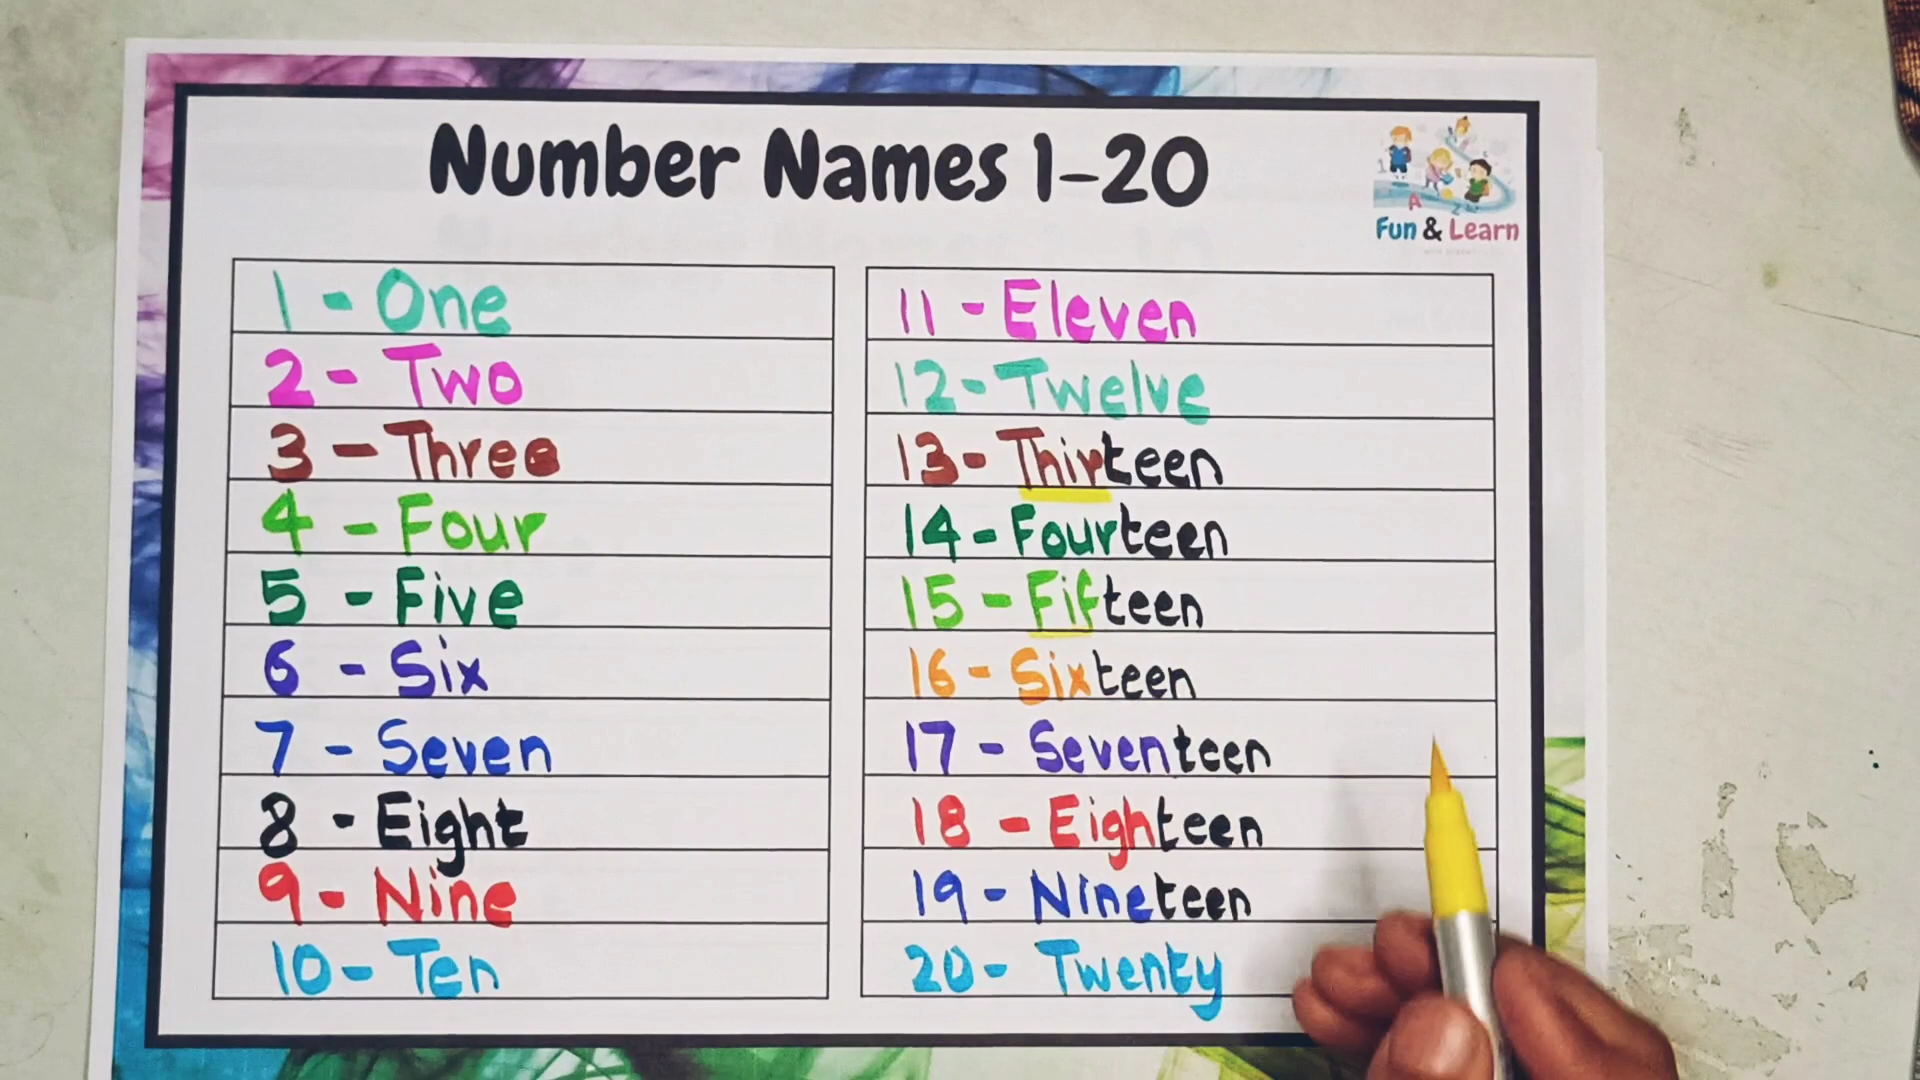 Number Names 1-20
Fun & Learn
1 - One
2 - Two
3 - Three
4 - Four
5 - Five
6 - Six
7 - Seven
8 - Eight
9 - Nine
10 - Ten
11 - Eleven
12 - Twelve
13 - Thirteen
14 - Fourteen
15 - Fifteen
16 - Sixteen
17 - Seventeen
18 - Eighteen
19 - Nineteen
20 - Twenty